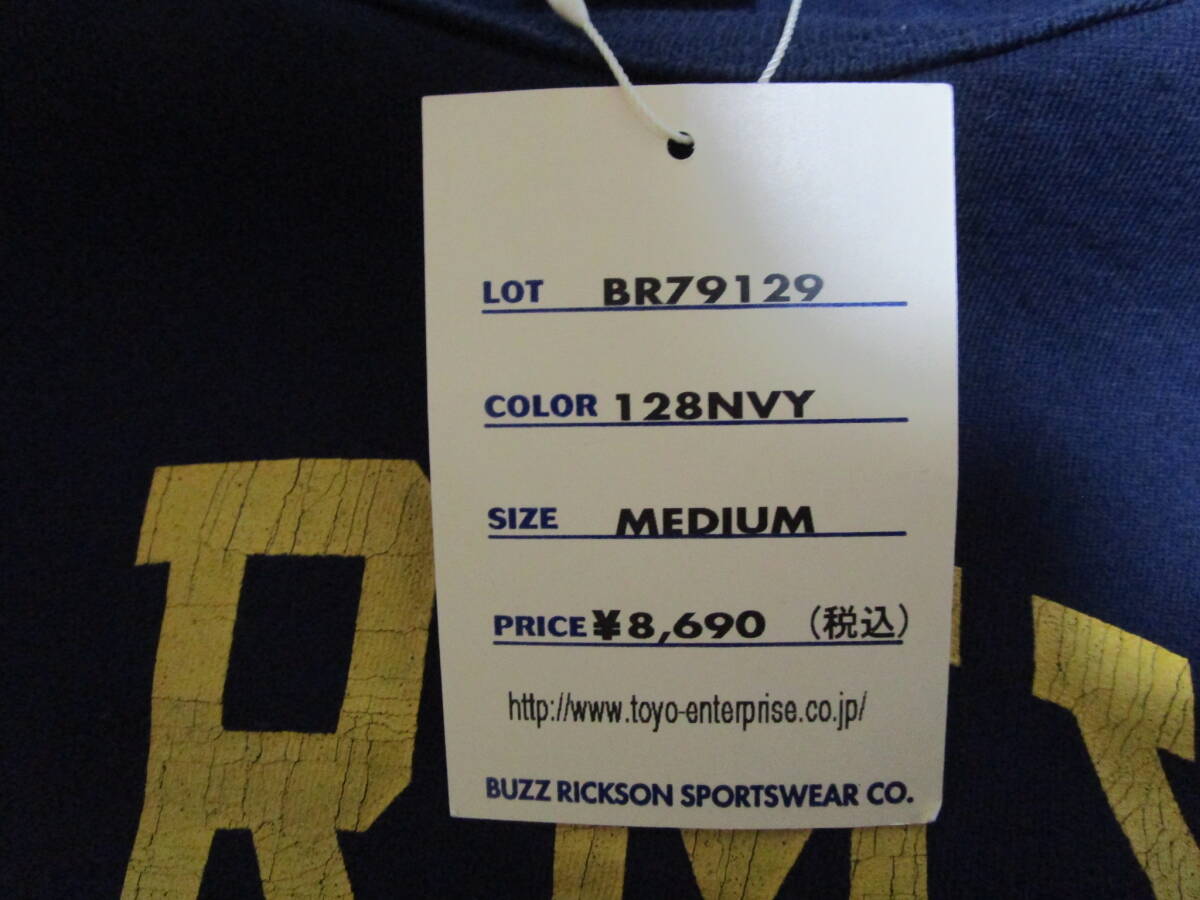 LOT BR79129
COLOR 128NVY
SIZE MEDIUM
PRICE ¥8,690 (税込)
http://www.toyo-enterprise.co.jp/
BUZZ RICKSON SPORTSWEAR CO.
RMY